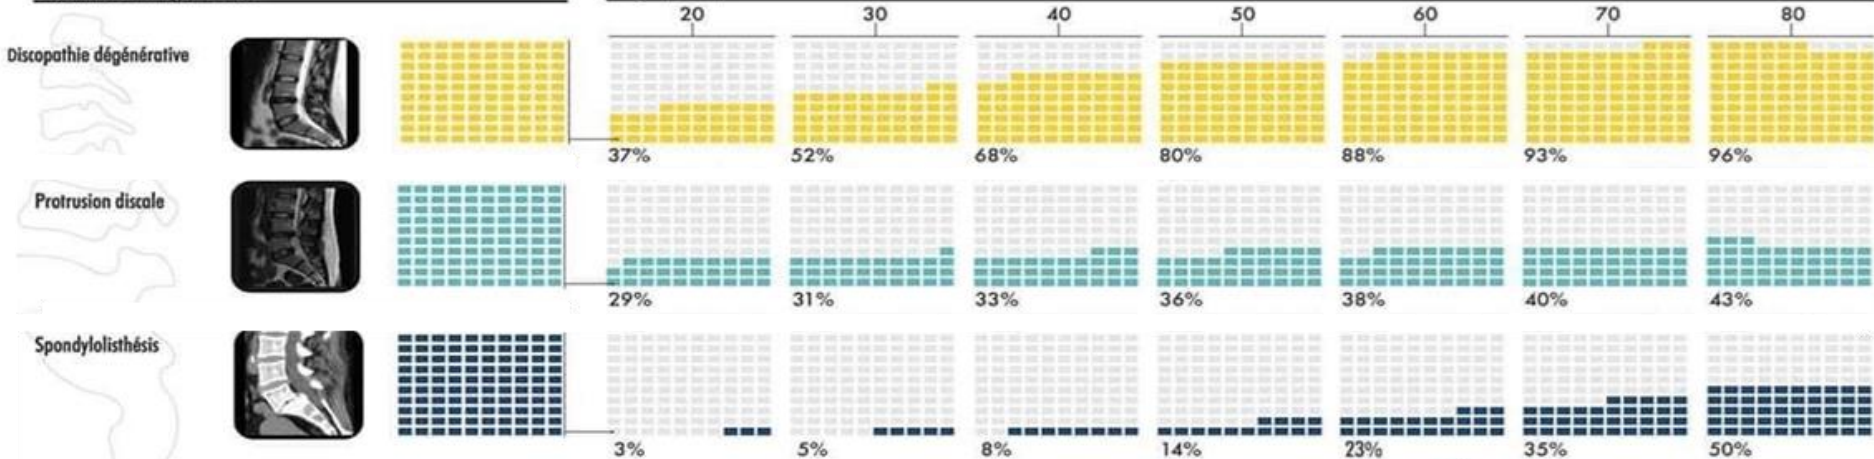 20 30 40 50 60 70 80
Discopathie dégénérative
37% 52% 68% 80% 88% 93% 96%
Protrusion discale
29% 31% 33% 36% 38% 40% 43%
Spondylolisthésis
3% 5% 8% 14% 23% 35% 50%